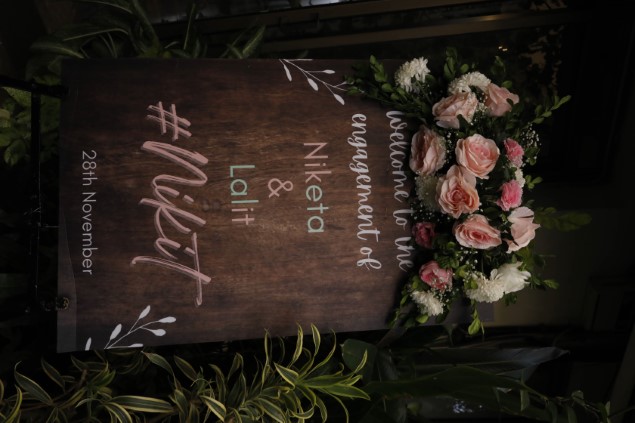 Welcome to the
engagement of
Niketa
&
Lalit
#NiKiT
28th November